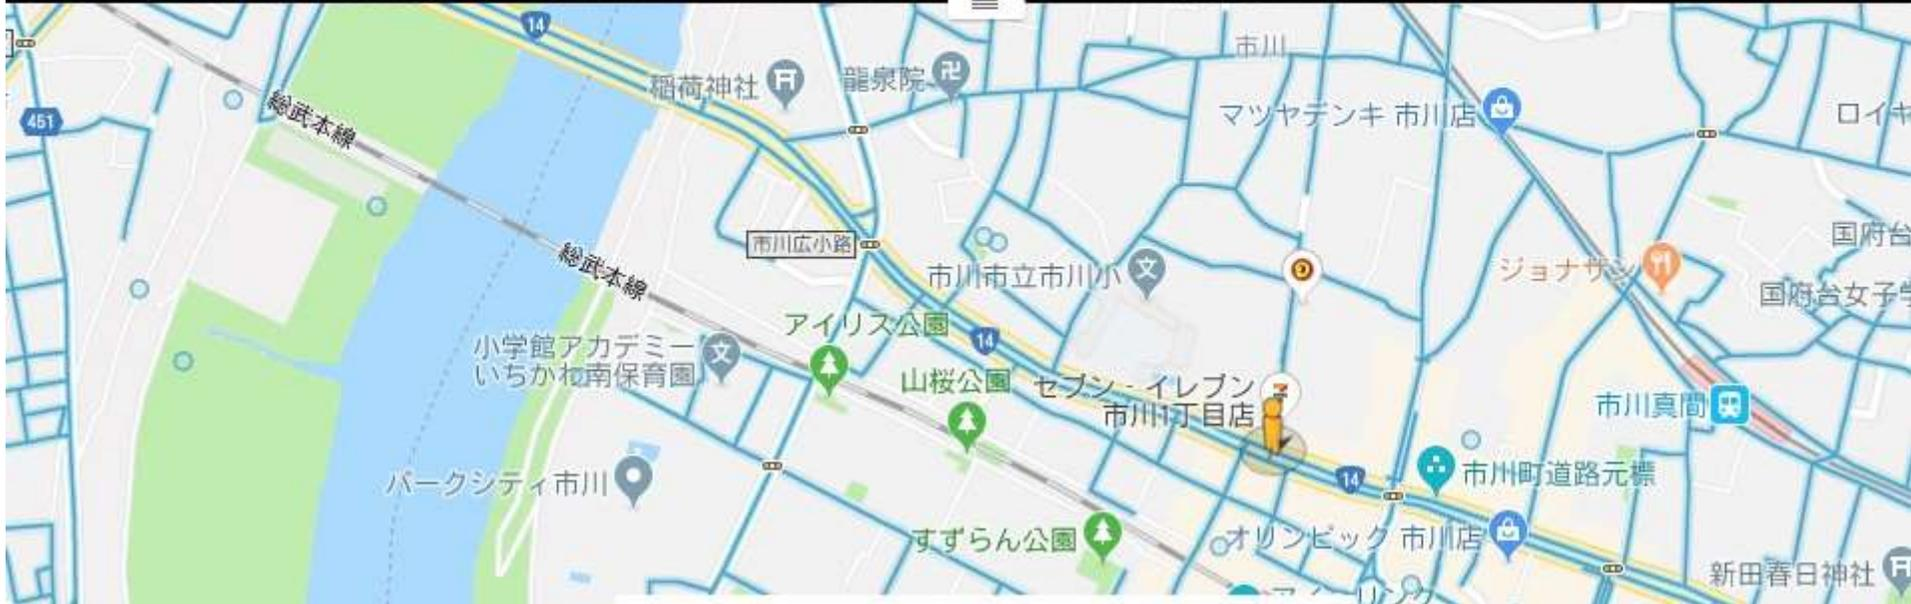 14
市川
稲荷神社
龍泉院
マツヤデンキ 市川店
451
総武本線
ロイヤ
市川広小路
総武本線
市川市立市川小
国府台
ジョナサン
国府台女子学
アイリス公園
14
小学館アカデミー
いちかわ南保育園
山桜公園
セブン‐イレブン
市川1丁目店
市川真間
パークシティ市川
14
市川町道路元標
すずらん公園
オリンピック 市川店
新田春日神社
アイ・リンク